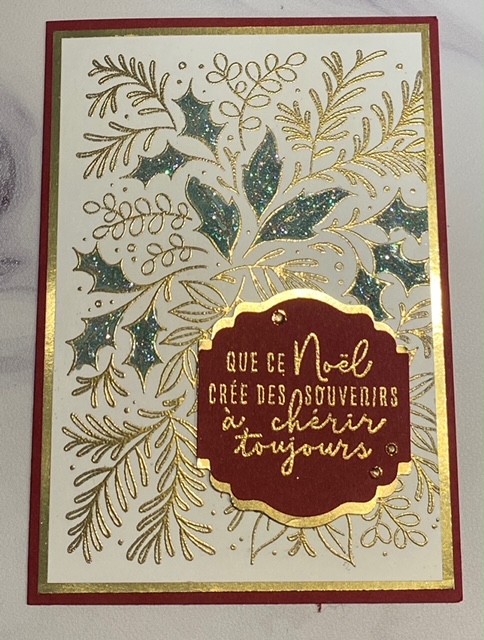 QUE CE Noël
CRÉE DES SOUVENIRS
à chérir
toujours